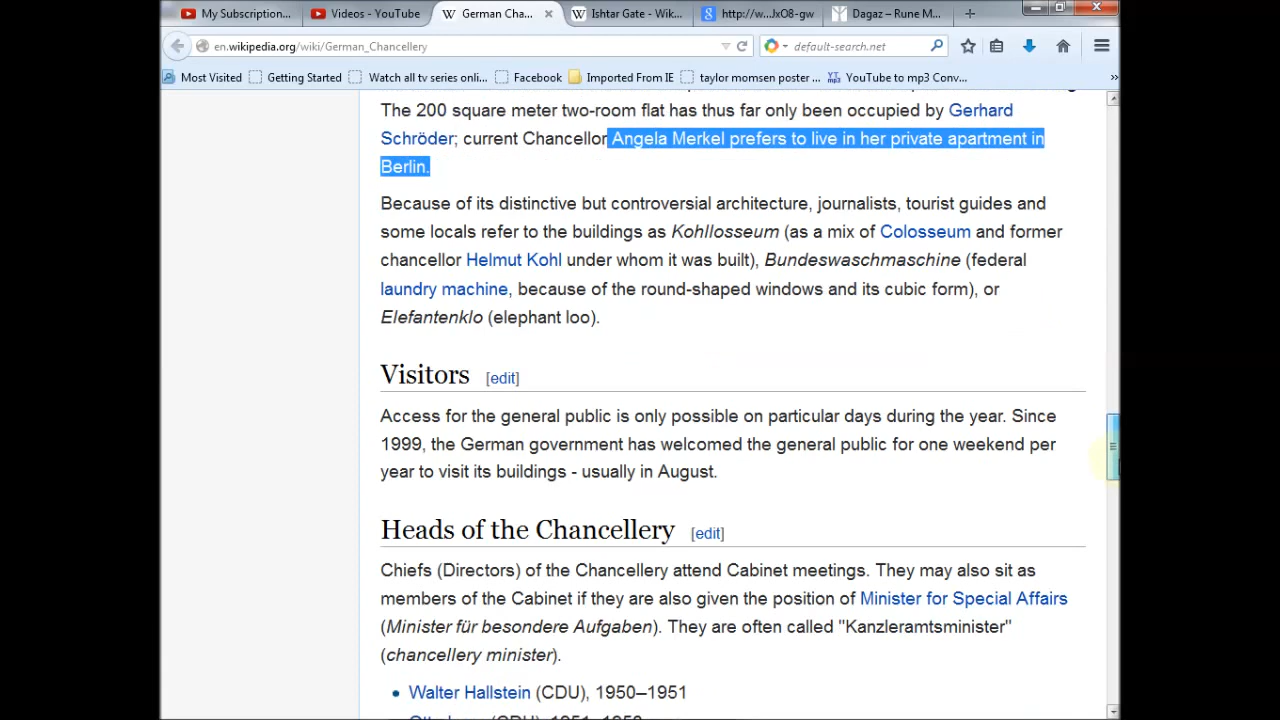 My Subscription...
Videos - YouTube
German Cha...
Ishtar Gate - Wik...
http://w...JxO8-gw
Dagaz – Rune M...
en.wikipedia.org/wiki/German_Chancellery
default-search.net
Most Visited
Getting Started
Watch all tv series onli...
Facebook
Imported From IE
taylor momsen poster ...
YouTube to mp3 Conv...
The 200 square meter two-room flat has thus far only been occupied by Gerhard
Schröder; current Chancellor Angela Merkel prefers to live in her private apartment in
Berlin.
Because of its distinctive but controversial architecture, journalists, tourist guides and
some locals refer to the buildings as Kohllosseum (as a mix of Colosseum and former
chancellor Helmut Kohl under whom it was built), Bundeswaschmaschine (federal
laundry machine, because of the round-shaped windows and its cubic form), or
Elefantenklo (elephant loo).
Visitors [edit]
Access for the general public is only possible on particular days during the year. Since
1999, the German government has welcomed the general public for one weekend per
year to visit its buildings - usually in August.
Heads of the Chancellery [edit]
Chiefs (Directors) of the Chancellery attend Cabinet meetings. They may also sit as
members of the Cabinet if they are also given the position of Minister for Special Affairs
(Minister für besondere Aufgaben). They are often called "Kanzleramtsminister"
(chancellery minister).
• Walter Hallstein (CDU), 1950–1951